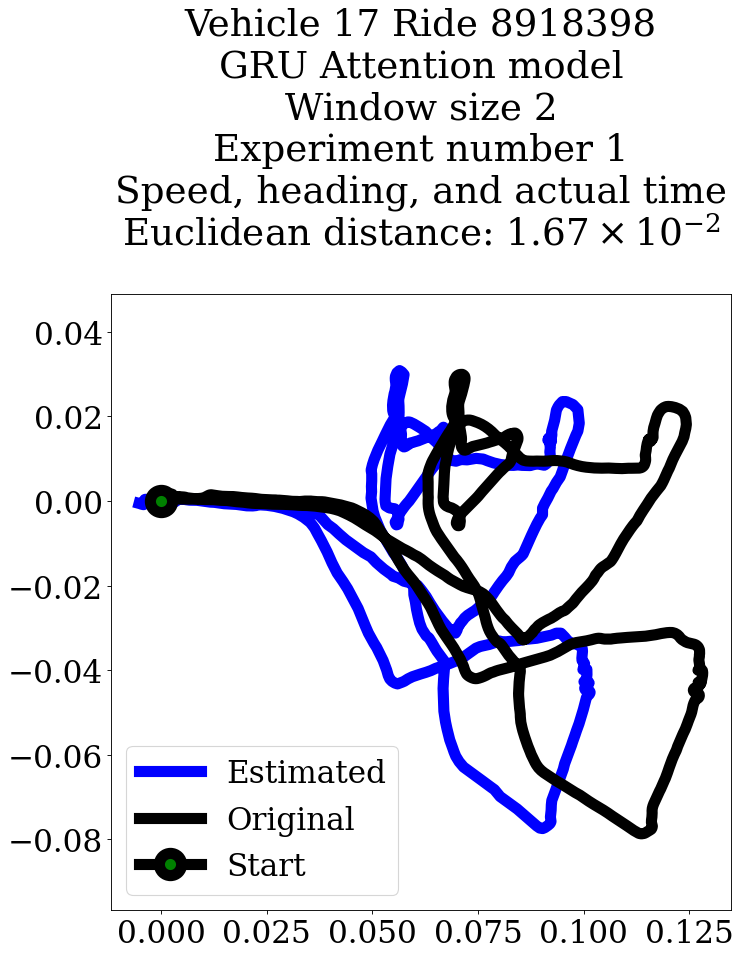 Vehicle 17 Ride 8918398
GRU Attention model
Window size 2
Experiment number 1
Speed, heading, and actual time
Euclidean distance: 1.67 × 10⁻²
0.04
0.02
0.00
−0.02
−0.04
−0.06
−0.08
Estimated
Original
Start
0.000 0.025 0.050 0.075 0.100 0.125